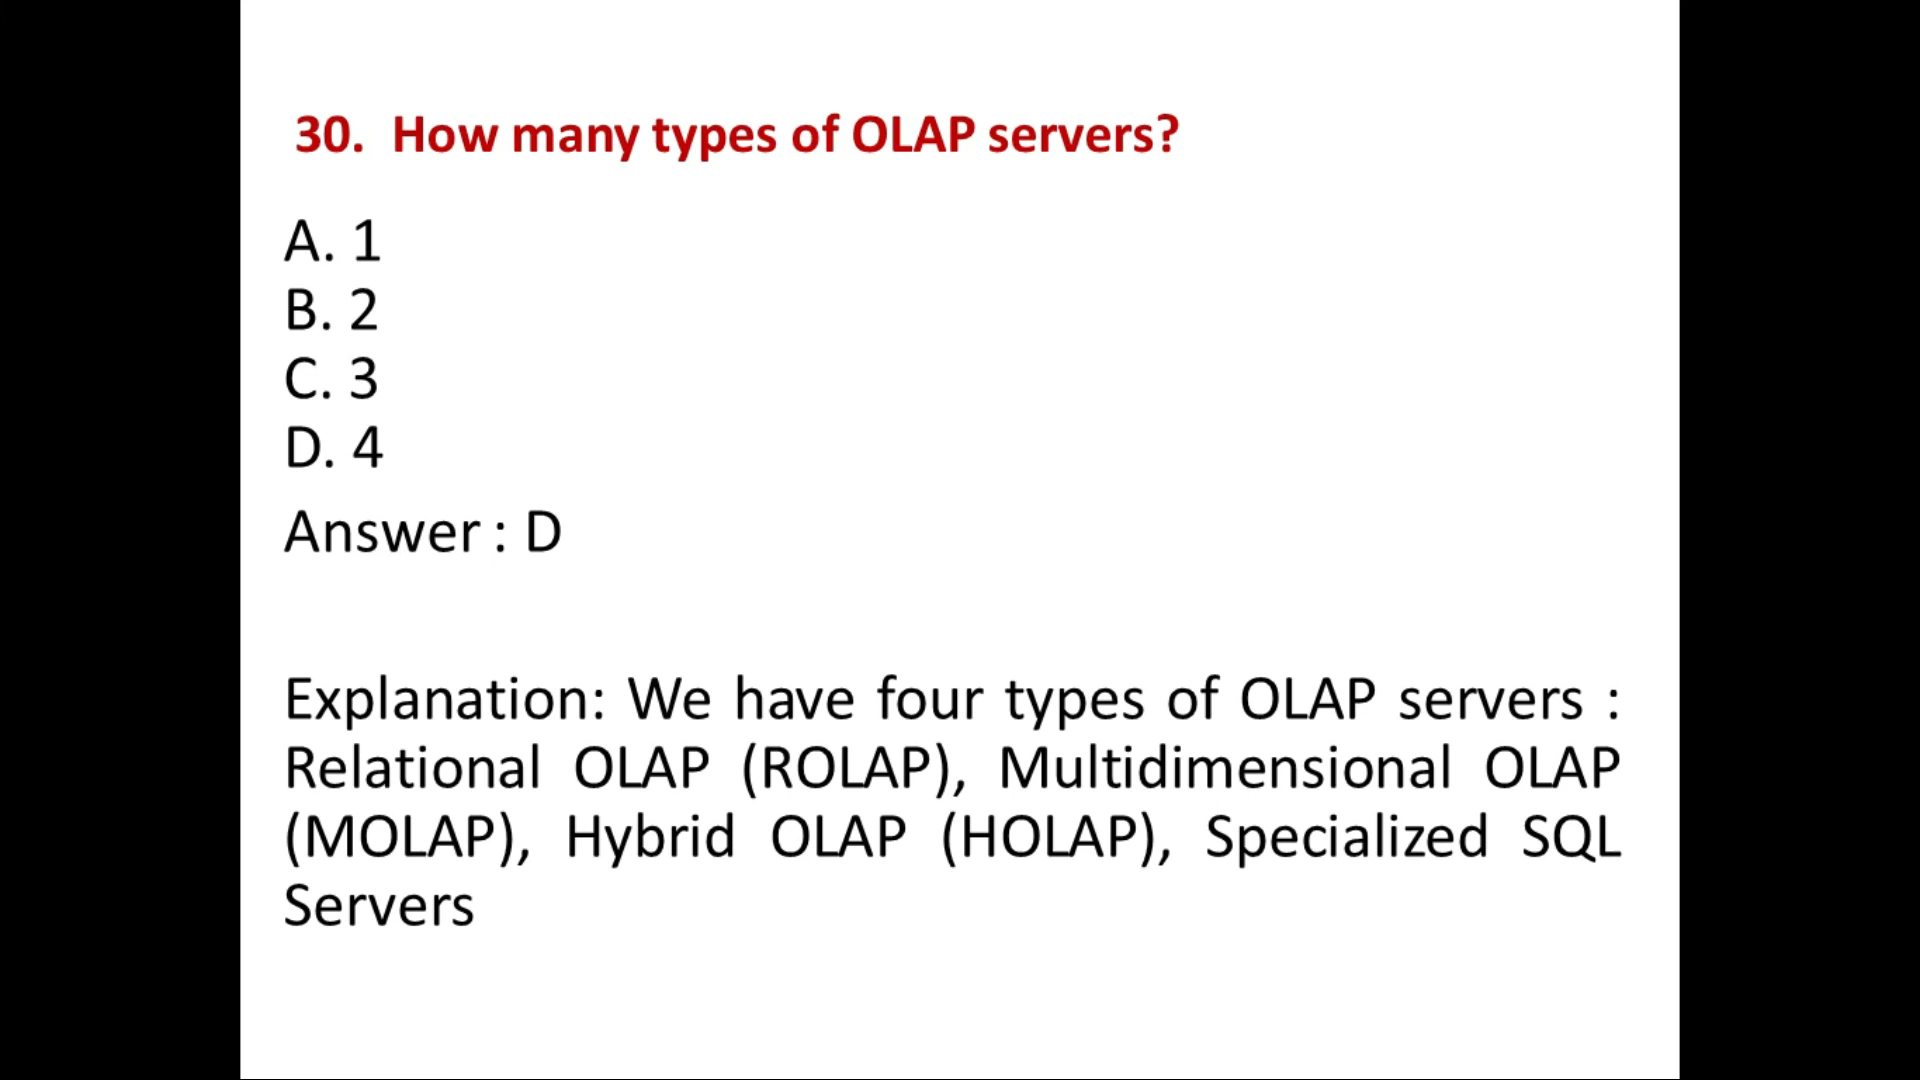 30. How many types of OLAP servers?
A. 1
B. 2
C. 3
D. 4
Answer : D
Explanation: We have four types of OLAP servers :
Relational OLAP (ROLAP), Multidimensional OLAP
(MOLAP), Hybrid OLAP (HOLAP), Specialized SQL
Servers